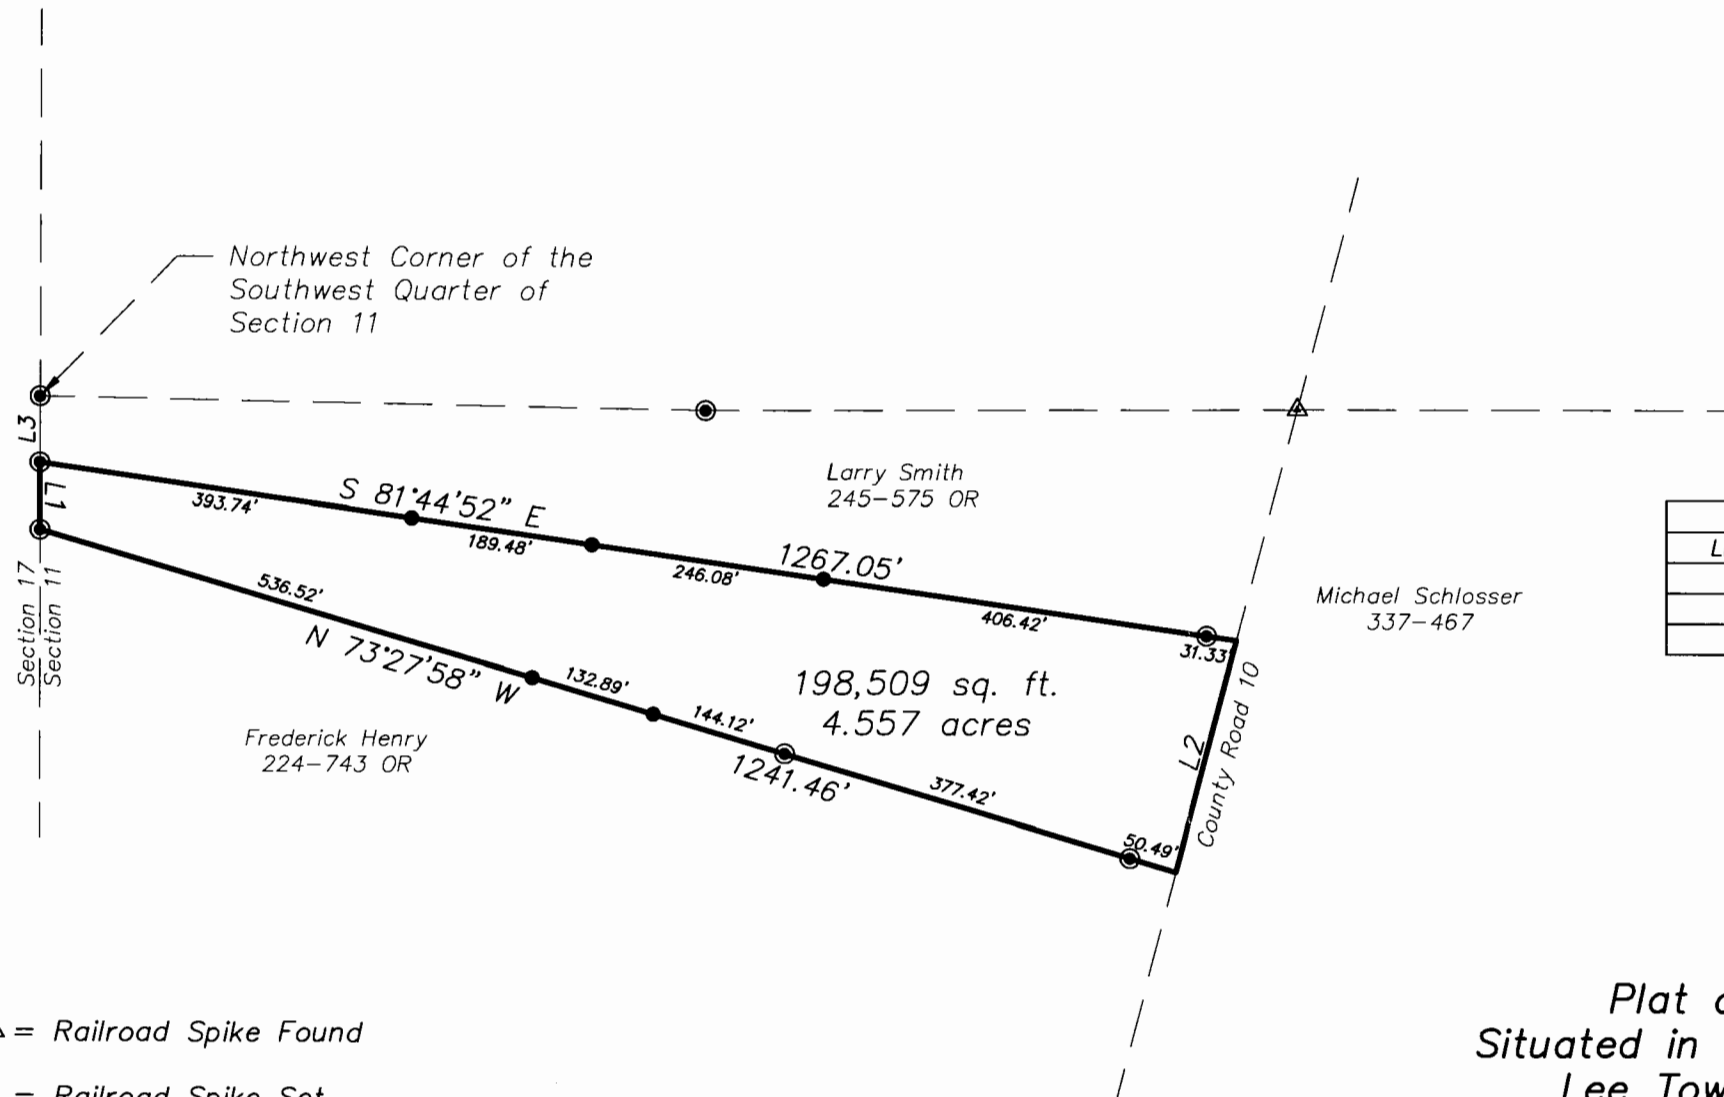 Northwest Corner of the
Southwest Quarter of
Section 11
L3
L1
Section 17
Section 11
393.74'
S 81°44'52" E
189.48'
246.08'
1267.05'
406.42'
31.33'
Larry Smith
245-575 OR
Michael Schlosser
337-467
L
536.52'
N 73°27'58" W
132.89'
144.12'
1241.46'
377.42'
50.49'
198,509 sq. ft.
4.557 acres
L2
County Road 10
Frederick Henry
224-743 OR
= Railroad Spike Found
= Railroad Spike Set
Plat
Situated in
Lee